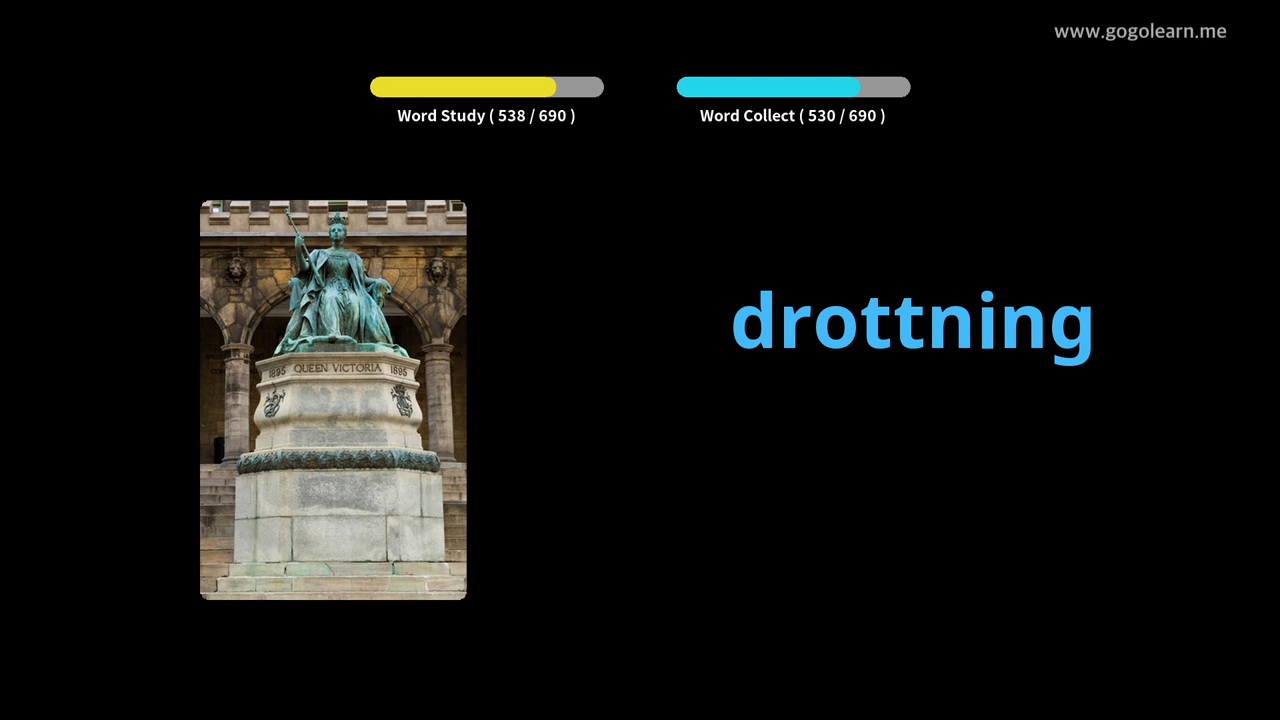 www.gogolearn.me
Word Study ( 538 / 690 )
Word Collect ( 530 / 690 )
drottning
1895 QUEEN VICTORIA 1895